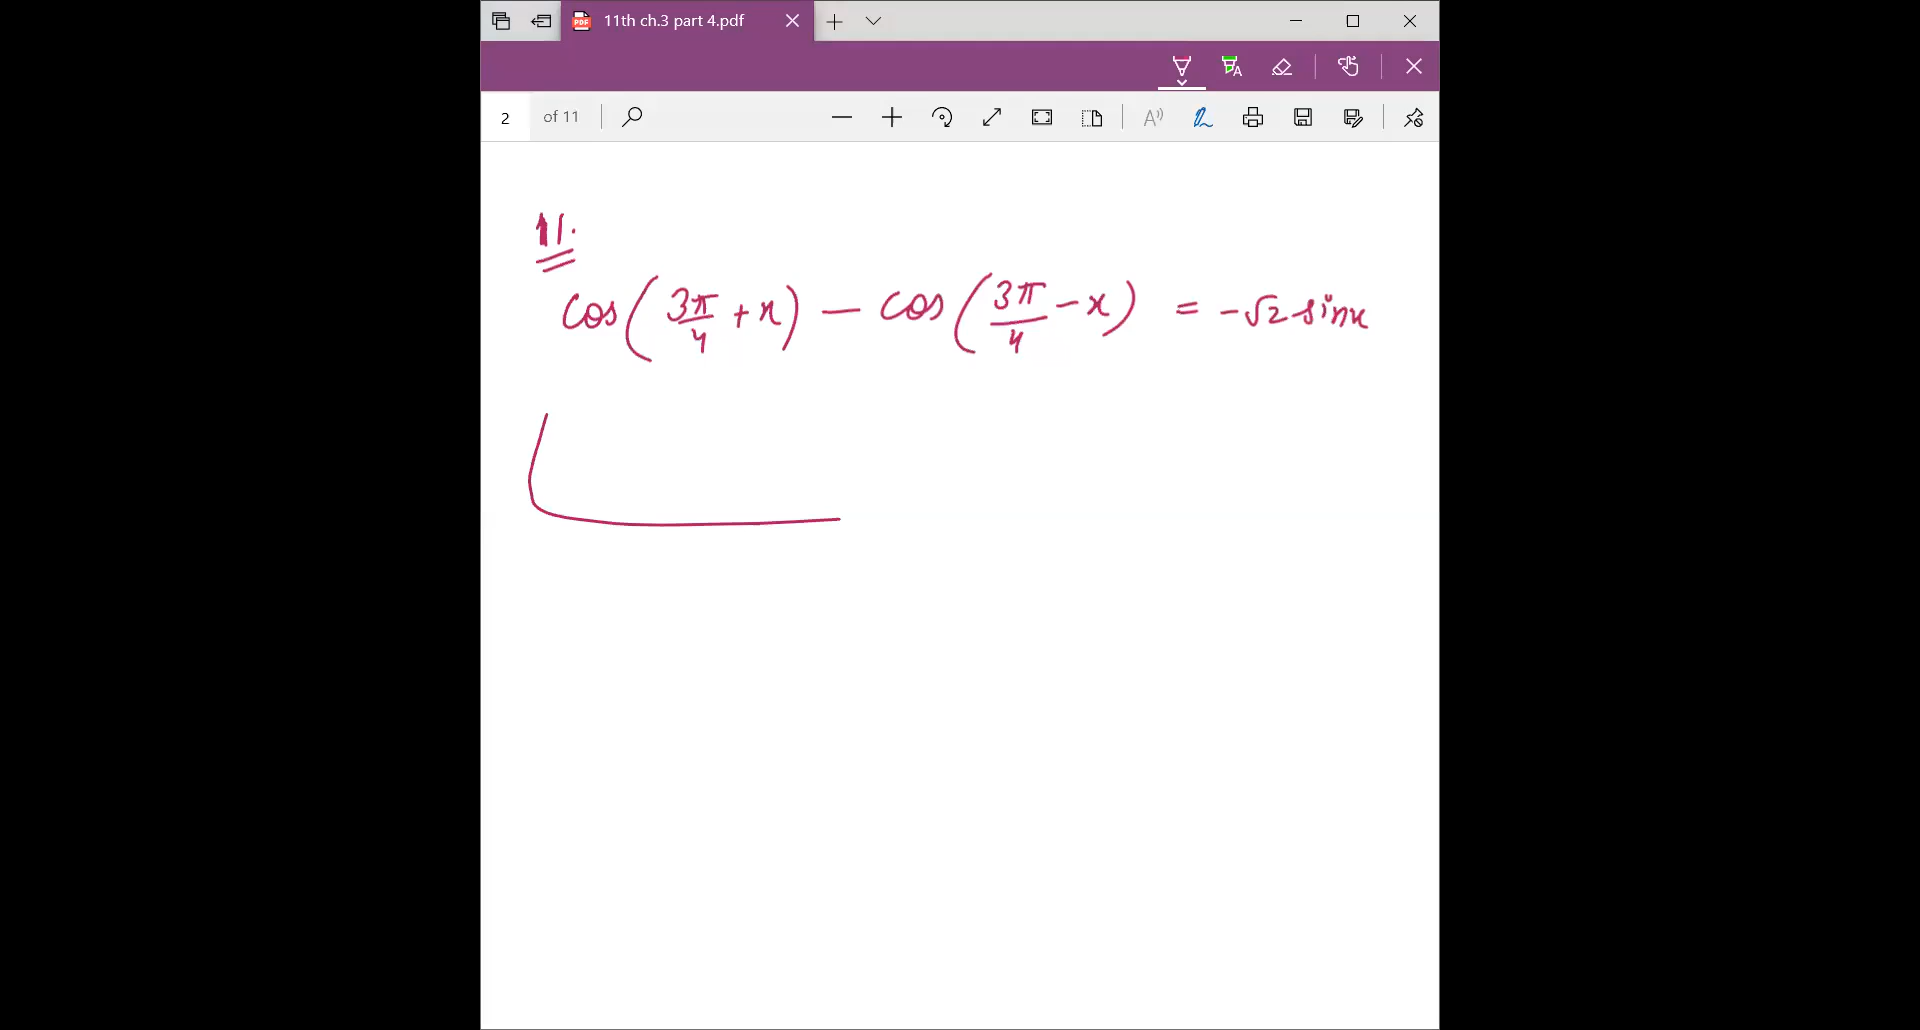 11th ch.3 part 4.pdf
2 of 11
11.
cos(3π/4 + x) — cos(3π/4 - x) = -√2 sinx